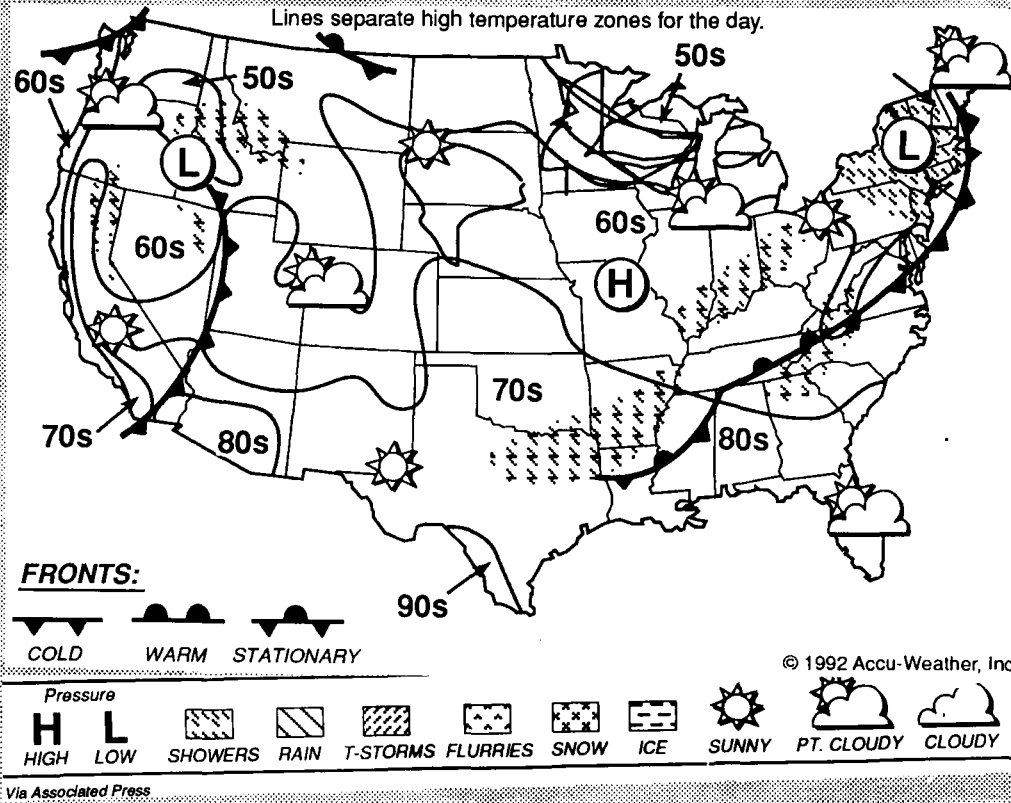 Lines separate high temperature zones for the day.
60s
50s
50s
L
L
60s
60s
H
70s
70s
80s
80s
90s
FRONTS:
COLD WARM STATIONARY
© 1992 Accu-Weather, Inc
Pressure
H L
HIGH LOW SHOWERS RAIN T-STORMS FLURRIES SNOW ICE SUNNY PT. CLOUDY CLOUDY
Via Associated Press